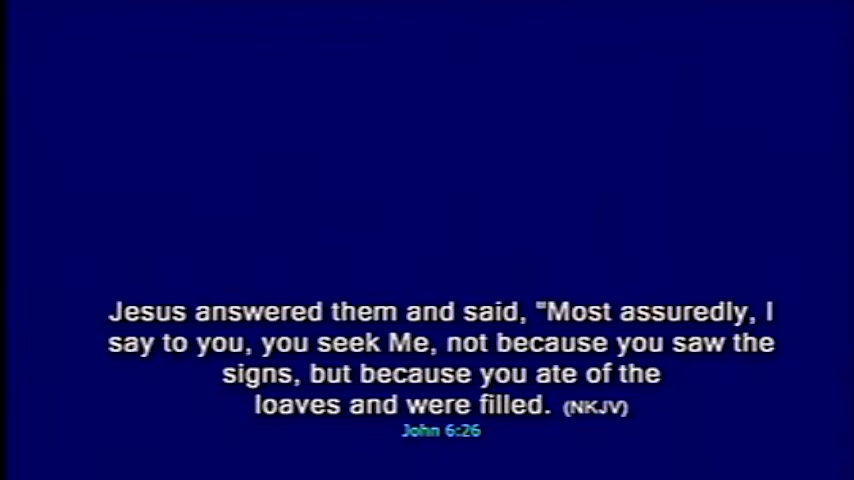 Jesus answered them and said, "Most assuredly, I
say to you, you seek Me, not because you saw the
signs, but because you ate of the
loaves and were filled. (NKJV)
John 6:26